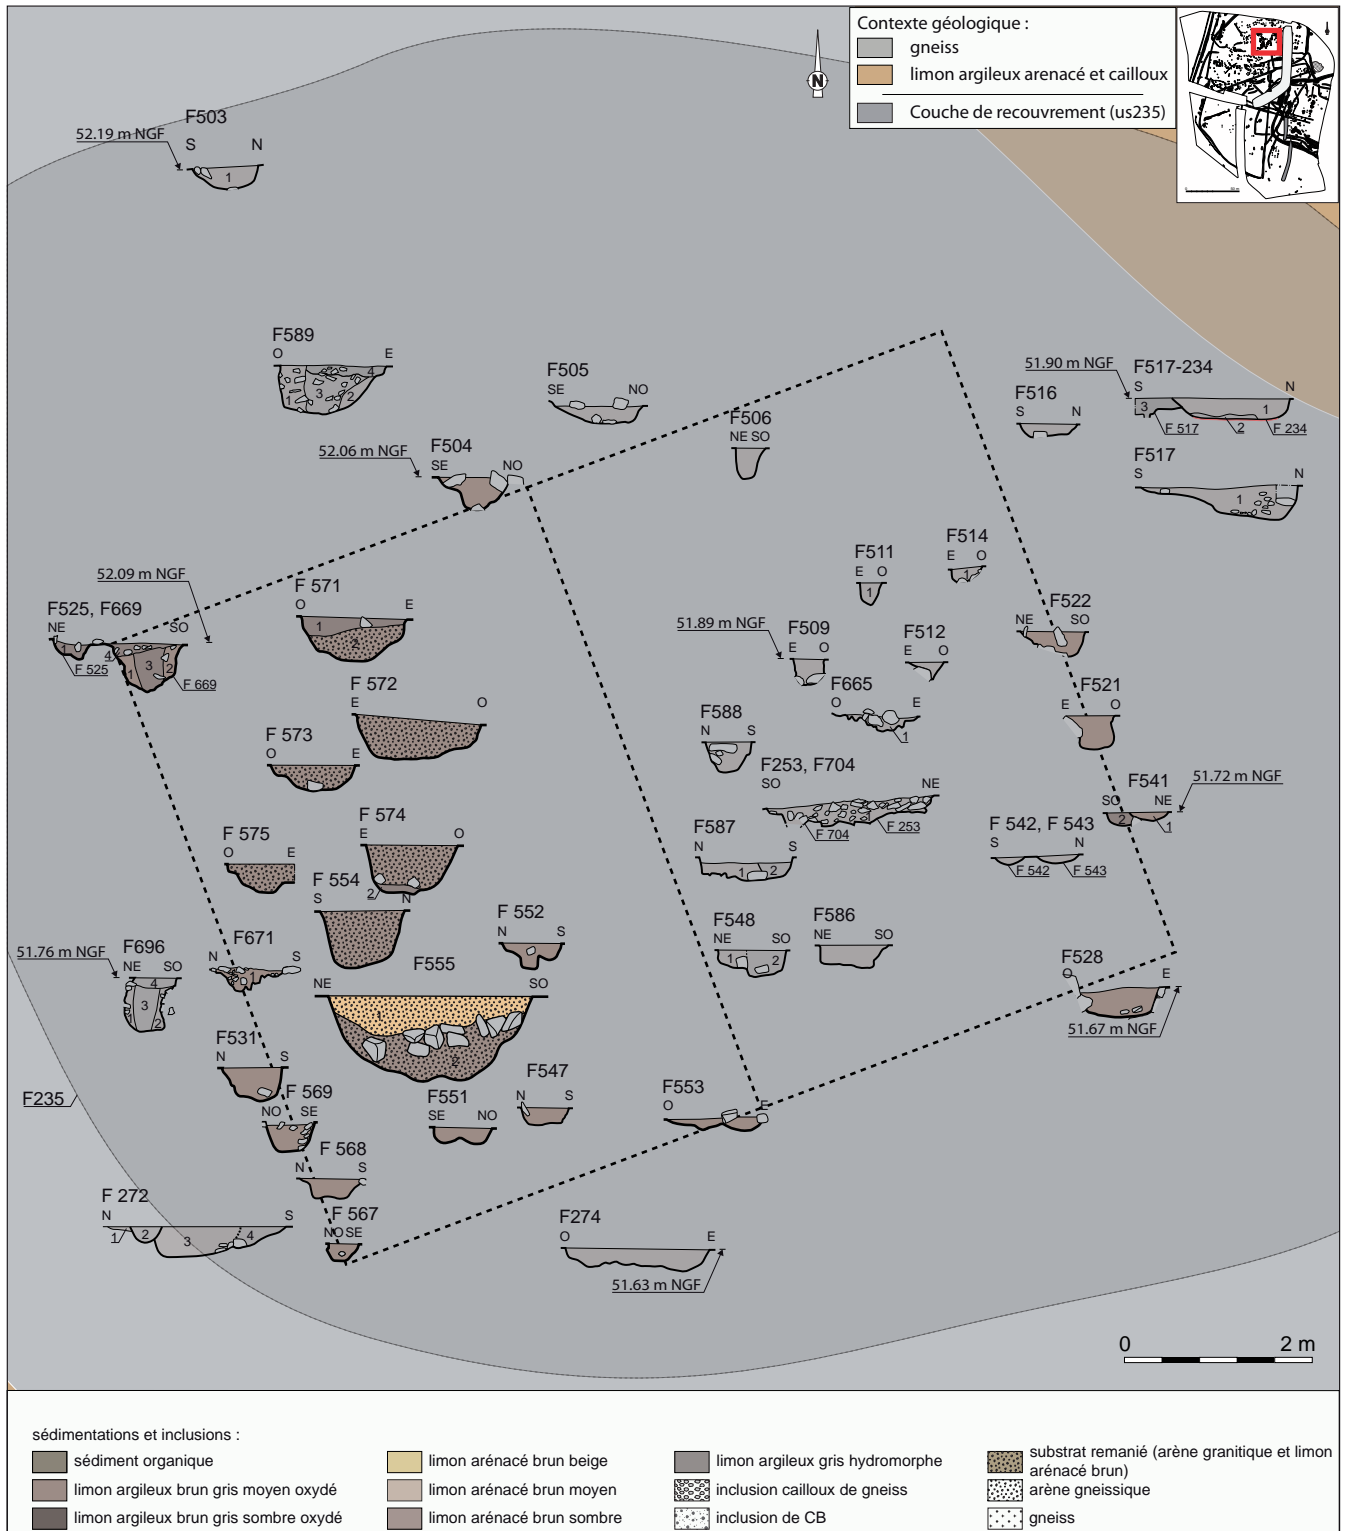 Contexte géologique :
gneiss
limon argileux arenacé et cailloux
Couche de recouvrement (us235)
N
F503
52.19 m NGF
S N
1
F589
O E
1 3 2 4
F505
SE NO
F504
52.06 m NGF
SE NO
F506
NE SO
F516
S N
51.90 m NGF
F517-234
S N
3 1
F 517 2 F 234
F517
S N
1
F514
E O
1
F511
E O
1
52.09 m NGF
F525, F669
NE SO
1 4 2 1 3 2
F 525
F 669
F 571
O E
1
2
F522
NE SO
51.89 m NGF
F509
E O
F512
E O
F665
O E
1
F 572
E O
F521
E O
F588
N S
F 573
O E
F253, F704
SO NE
F 704 F 253
F541
51.72 m NGF
SO NE
2 1
F587
N S
1 2
F 542, F 543
S N
F 542 F 543
F 575
O E
F 574
E O
2
F 554
S N
F 552
N S
F548
NE SO
1 2
F586
NE SO
F671
N S
1
51.76 m NGF
F696
NE SO
4
3
1 2
F555
NE SO
1
2
F528
O E
51.67 m NGF
F531
N S
F547
N S
F551
SE NO
F553
O E
F 569
NO SE
F235
F 568
N S
F 272
N S
1 2 3 4
F 567
NO SE
F274
O E
51.63 m NGF
0 2 m
sédimentations et inclusions :
sédiment organique
limon argileux brun gris moyen oxydé
limon argileux brun gris sombre oxydé
limon arénacé brun beige
limon arénacé brun moyen
limon arénacé brun sombre
limon argileux gris hydromorphe
inclusion cailloux de gneiss
inclusion de CB
substrat remanié (arène granitique et limon
arénacé brun)
arène gneissique
gneiss